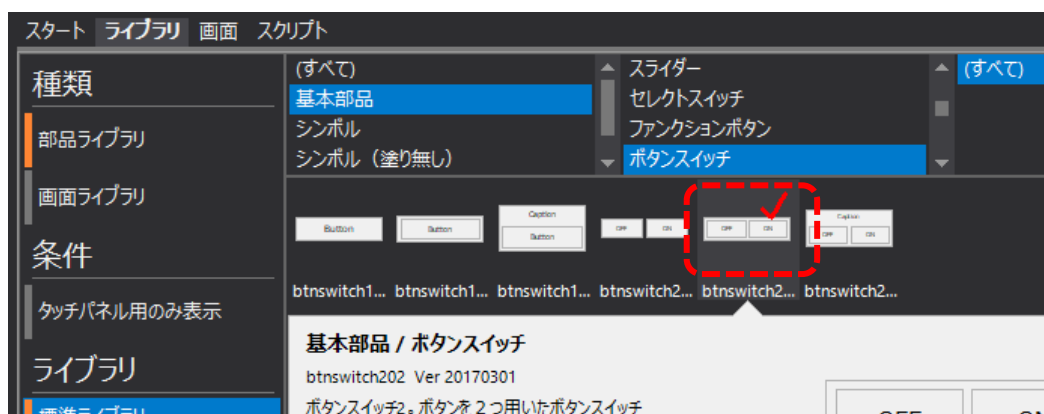 スタート ライブラリ 画面 スクリプト
種類
部品ライブラリ
画面ライブラリ
条件
タッチパネル用のみ表示
ライブラリ
標準ライブラリ
(すべて)
基本部品
シンボル
シンボル（塗り無し）
スライダー
セレクトスイッチ
ファンクションボタン
ボタンスイッチ
(すべて)
Button
Button
Caption
Button
OFF ON
OFF ON
Caption
OFF ON
btnswitch1... btnswitch1... btnswitch1... btnswitch2... btnswitch2... btnswitch2...
基本部品 / ボタンスイッチ
btnswitch202 Ver 20170301
ボタンスイッチ2。ボタンを２つ用いたボタンスイッチ